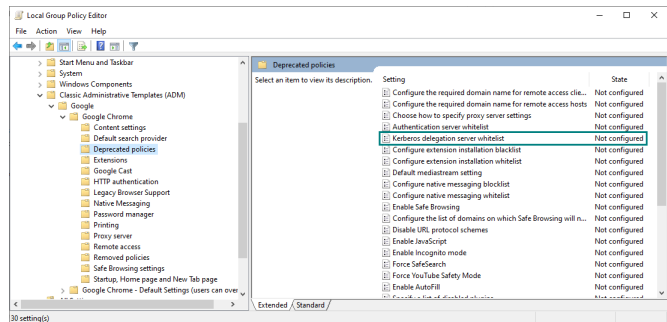 Local Group Policy Editor
File Action View Help
Start Menu and Taskbar
System
Windows Components
Classic Administrative Templates (ADM)
Google
Google Chrome
Content settings
Default search provider
Deprecated policies
Extensions
Google Cast
HTTP authentication
Legacy Browser Support
Native Messaging
Password manager
Printing
Proxy server
Remote access
Removed policies
Safe Browsing settings
Startup, Home page and New Tab page
Google Chrome - Default Settings (users can over
Deprecated policies
Select an item to view its description.
Setting State
Configure the required domain name for remote access clie... Not configured
Configure the required domain name for remote access hosts Not configured
Choose how to specify proxy server settings Not configured
Authentication server whitelist Not configured
Kerberos delegation server whitelist Not configured
Configure extension installation blacklist Not configured
Configure extension installation whitelist Not configured
Default mediastream setting Not configured
Configure native messaging blocklist Not configured
Configure native messaging whitelist Not configured
Enable Safe Browsing Not configured
Configure the list of domains on which Safe Browsing will n... Not configured
Disable URL protocol schemes Not configured
Enable JavaScript Not configured
Enable Incognito mode Not configured
Force SafeSearch Not configured
Force YouTube Safety Mode Not configured
Enable AutoFill Not configured
Extended Standard
30 setting(s)